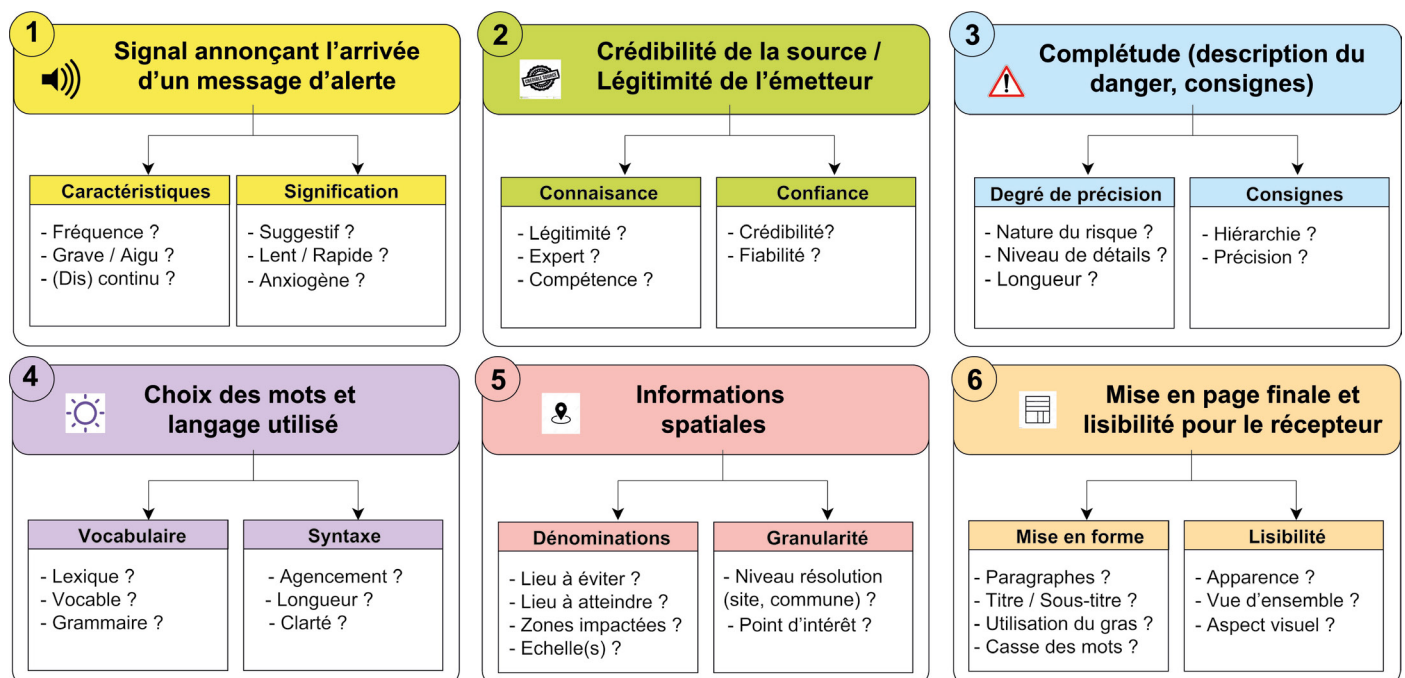 1
Signal annonçant l’arrivée
d’un message d’alerte
Caractéristiques
- Fréquence ?
- Grave / Aigu ?
- (Dis) continu ?
Signification
- Suggestif ?
- Lent / Rapide ?
- Anxiogène ?
2
CREDIBLE SOURCE
Crédibilité de la source /
Légitimité de l’émetteur
Connaisance
- Légitimité ?
- Expert ?
- Compétence ?
Confiance
- Crédibilité?
- Fiabilité ?
3
Complétude (description du
danger, consignes)
Degré de précision
- Nature du risque ?
- Niveau de détails ?
- Longueur ?
Consignes
- Hiérarchie ?
- Précision ?
4
Choix des mots et
langage utilisé
Vocabulaire
- Lexique ?
- Vocable ?
- Grammaire ?
Syntaxe
- Agencement ?
- Longueur ?
- Clarté ?
5
Informations
spatiales
Dénominations
- Lieu à éviter ?
- Lieu à atteindre ?
- Zones impactées ?
- Echelle(s) ?
Granularité
- Niveau résolution
(site, commune) ?
- Point d’intérêt ?
6
Mise en page finale et
lisibilité pour le récepteur
Mise en forme
- Paragraphes ?
- Titre / Sous-titre ?
- Utilisation du gras ?
- Casse des mots ?
Lisibilité
- Apparence ?
- Vue d’ensemble ?
- Aspect visuel ?